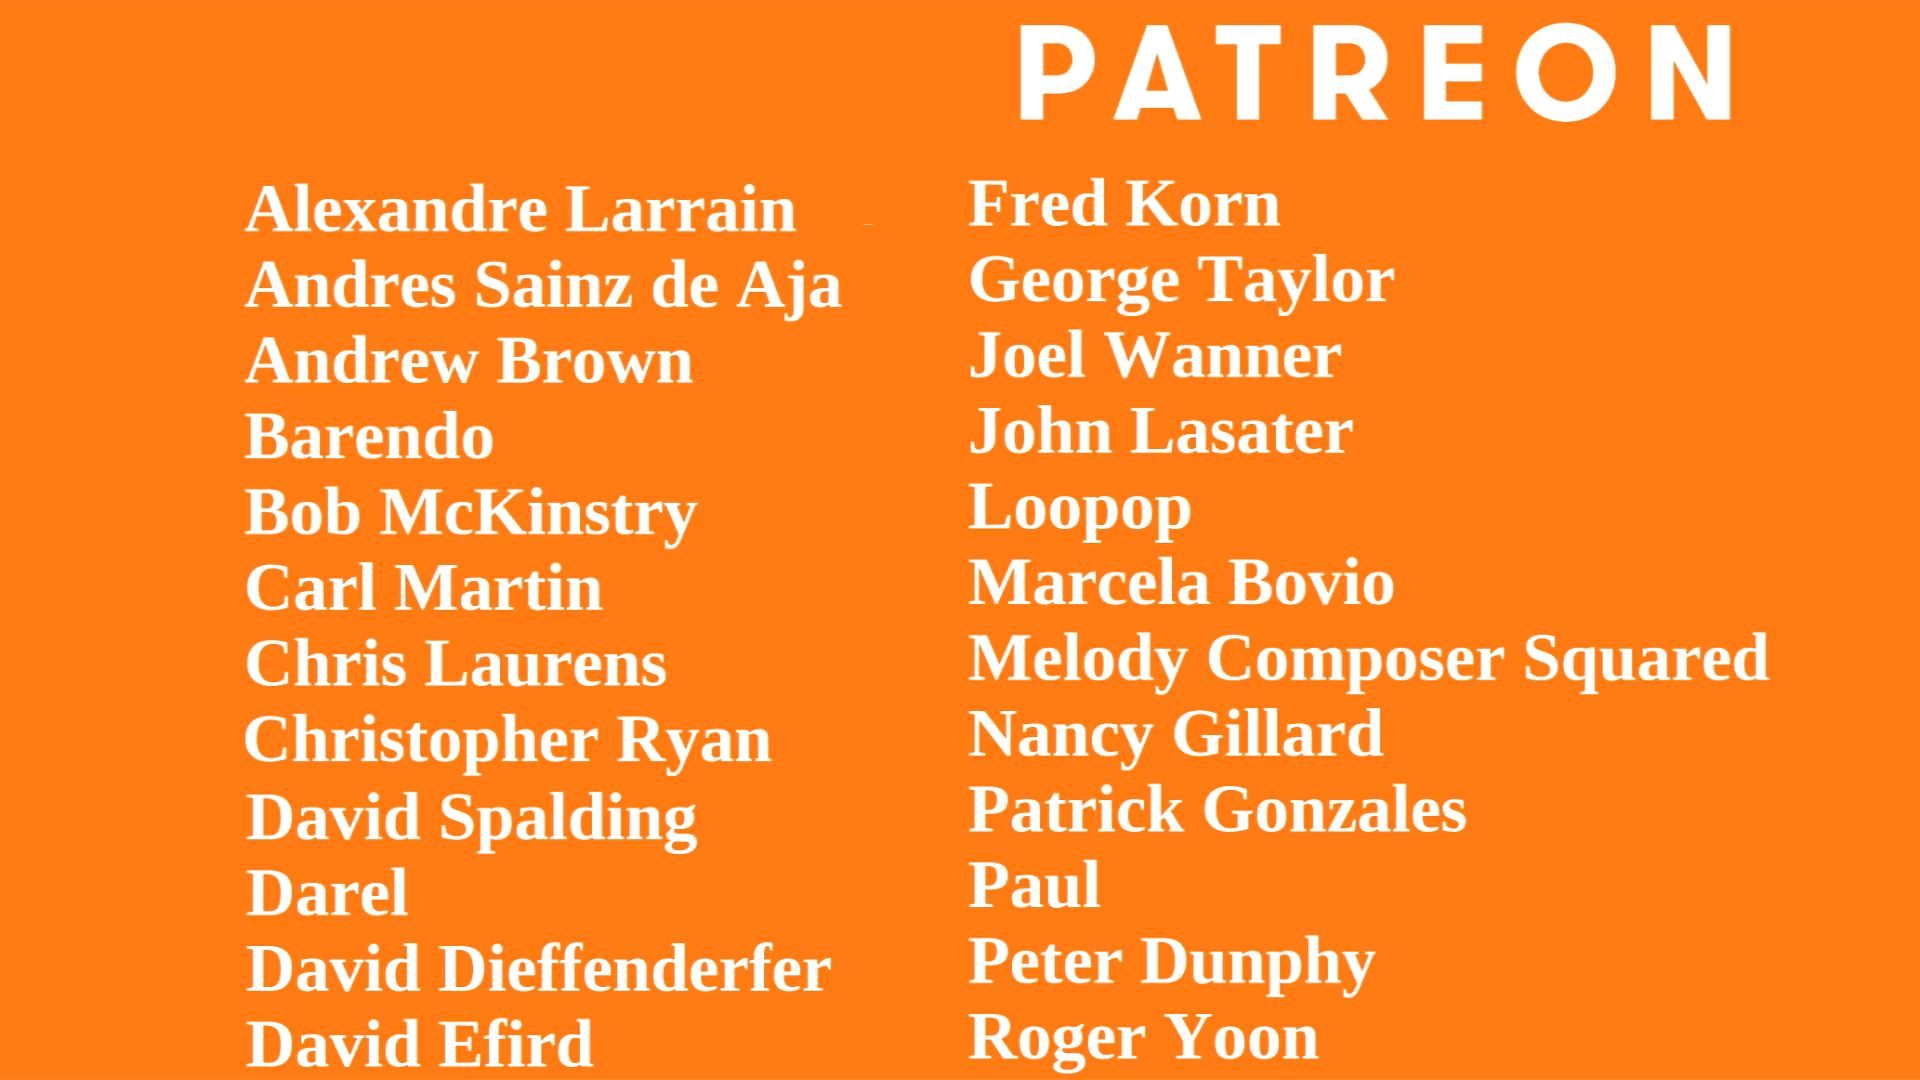 PATREON
Alexandre Larrain
Andres Sainz de Aja
Andrew Brown
Barendo
Bob McKinstry
Carl Martin
Chris Laurens
Christopher Ryan
David Spalding
Darel
David Dieffenderfer
David Efird
Fred Korn
George Taylor
Joel Wanner
John Lasater
Loopop
Marcela Bovio
Melody Composer Squared
Nancy Gillard
Patrick Gonzales
Paul
Peter Dunphy
Roger Yoon